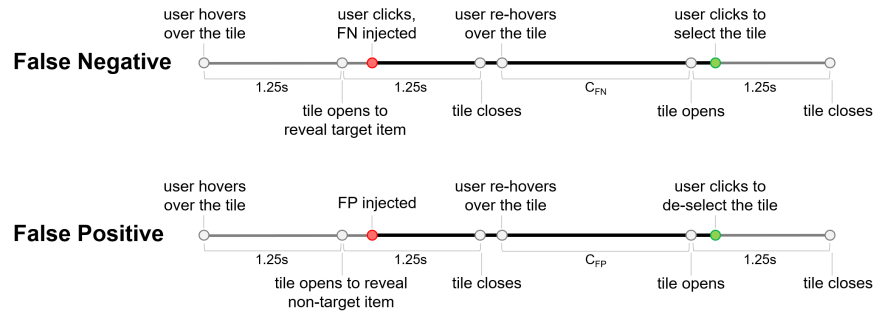 user hovers
over the tile
user clicks,
FN injected
user re-hovers
over the tile
user clicks to
select the tile
False Negative
1.25s
1.25s
C_FN
1.25s
tile opens to
reveal target item
tile closes
tile opens
tile closes
user hovers
over the tile
FP injected
user re-hovers
over the tile
user clicks to
de-select the tile
False Positive
1.25s
1.25s
C_FP
1.25s
tile opens to reveal
non-target item
tile closes
tile opens
tile closes